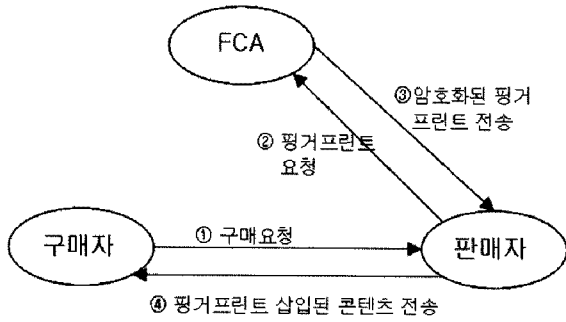 FCA
③암호화된 핑거
프린트 전송
② 핑거프린트
요청
구매자
① 구매요청
판매자
④ 핑거프린트 삽입된 콘텐츠 전송